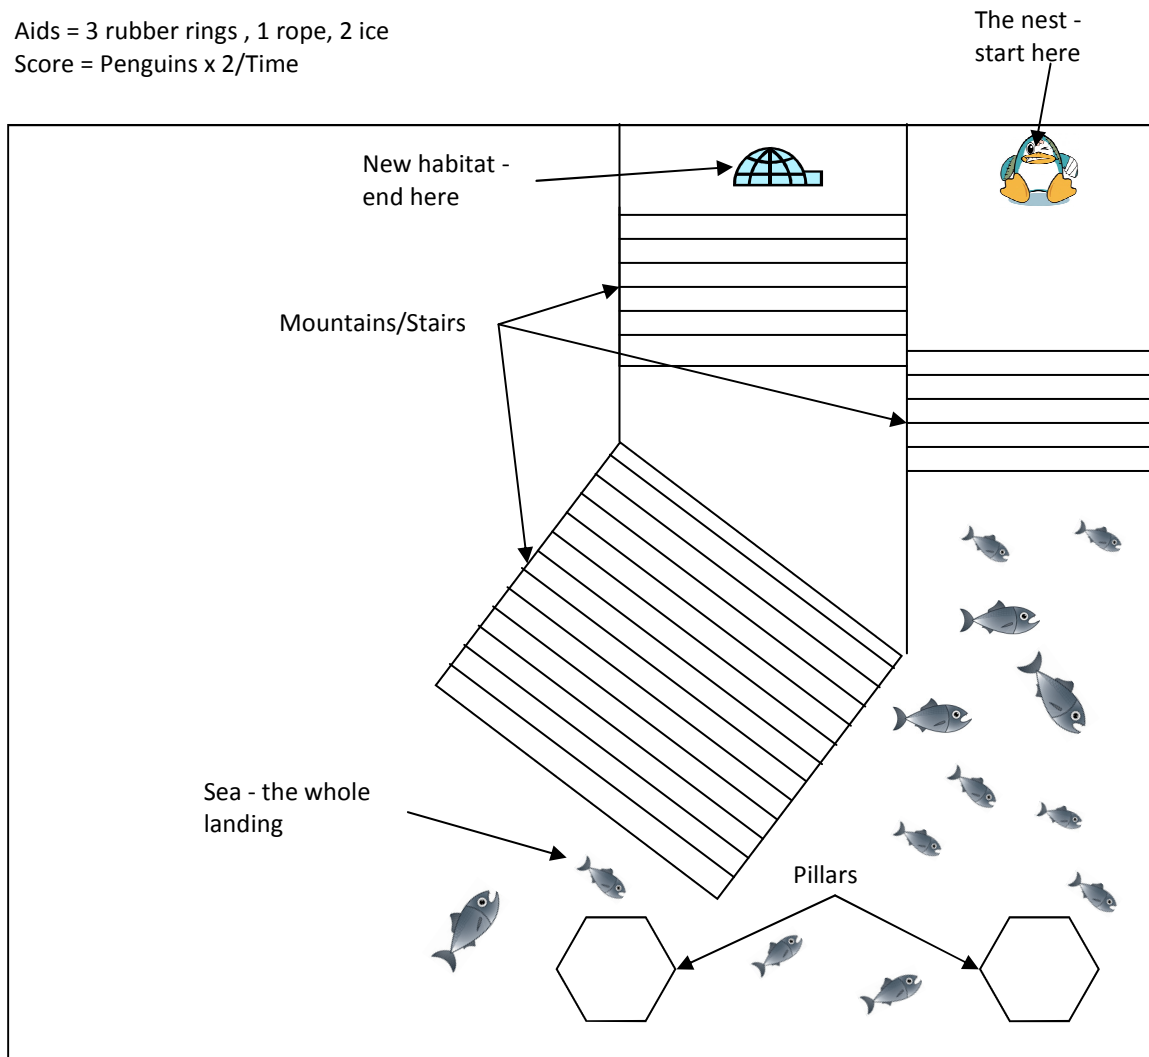 Aids = 3 rubber rings , 1 rope, 2 ice
Score = Penguins x 2/Time
The nest -
start here
New habitat -
end here
Mountains/Stairs
Sea - the whole
landing
Pillars